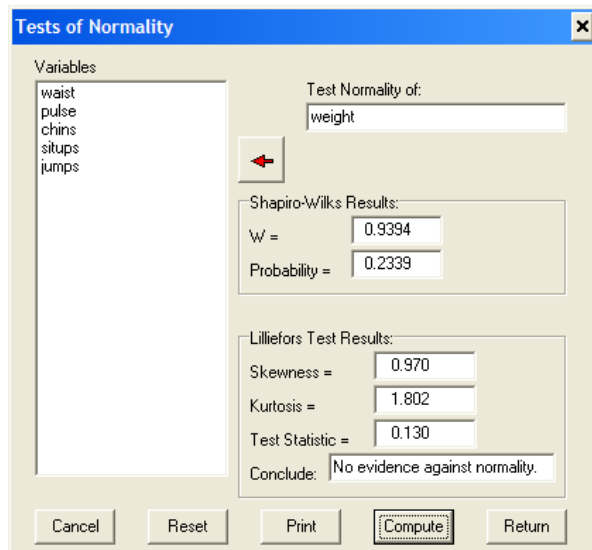 Tests of Normality
Variables
waist
pulse
chins
situps
jumps
Test Normality of:
weight
Shapiro-Wilks Results:
W = 0.9394
Probability = 0.2339
Lilliefors Test Results:
Skewness = 0.970
Kurtosis = 1.802
Test Statistic = 0.130
Conclude: No evidence against normality.
Cancel Reset Print Compute Return